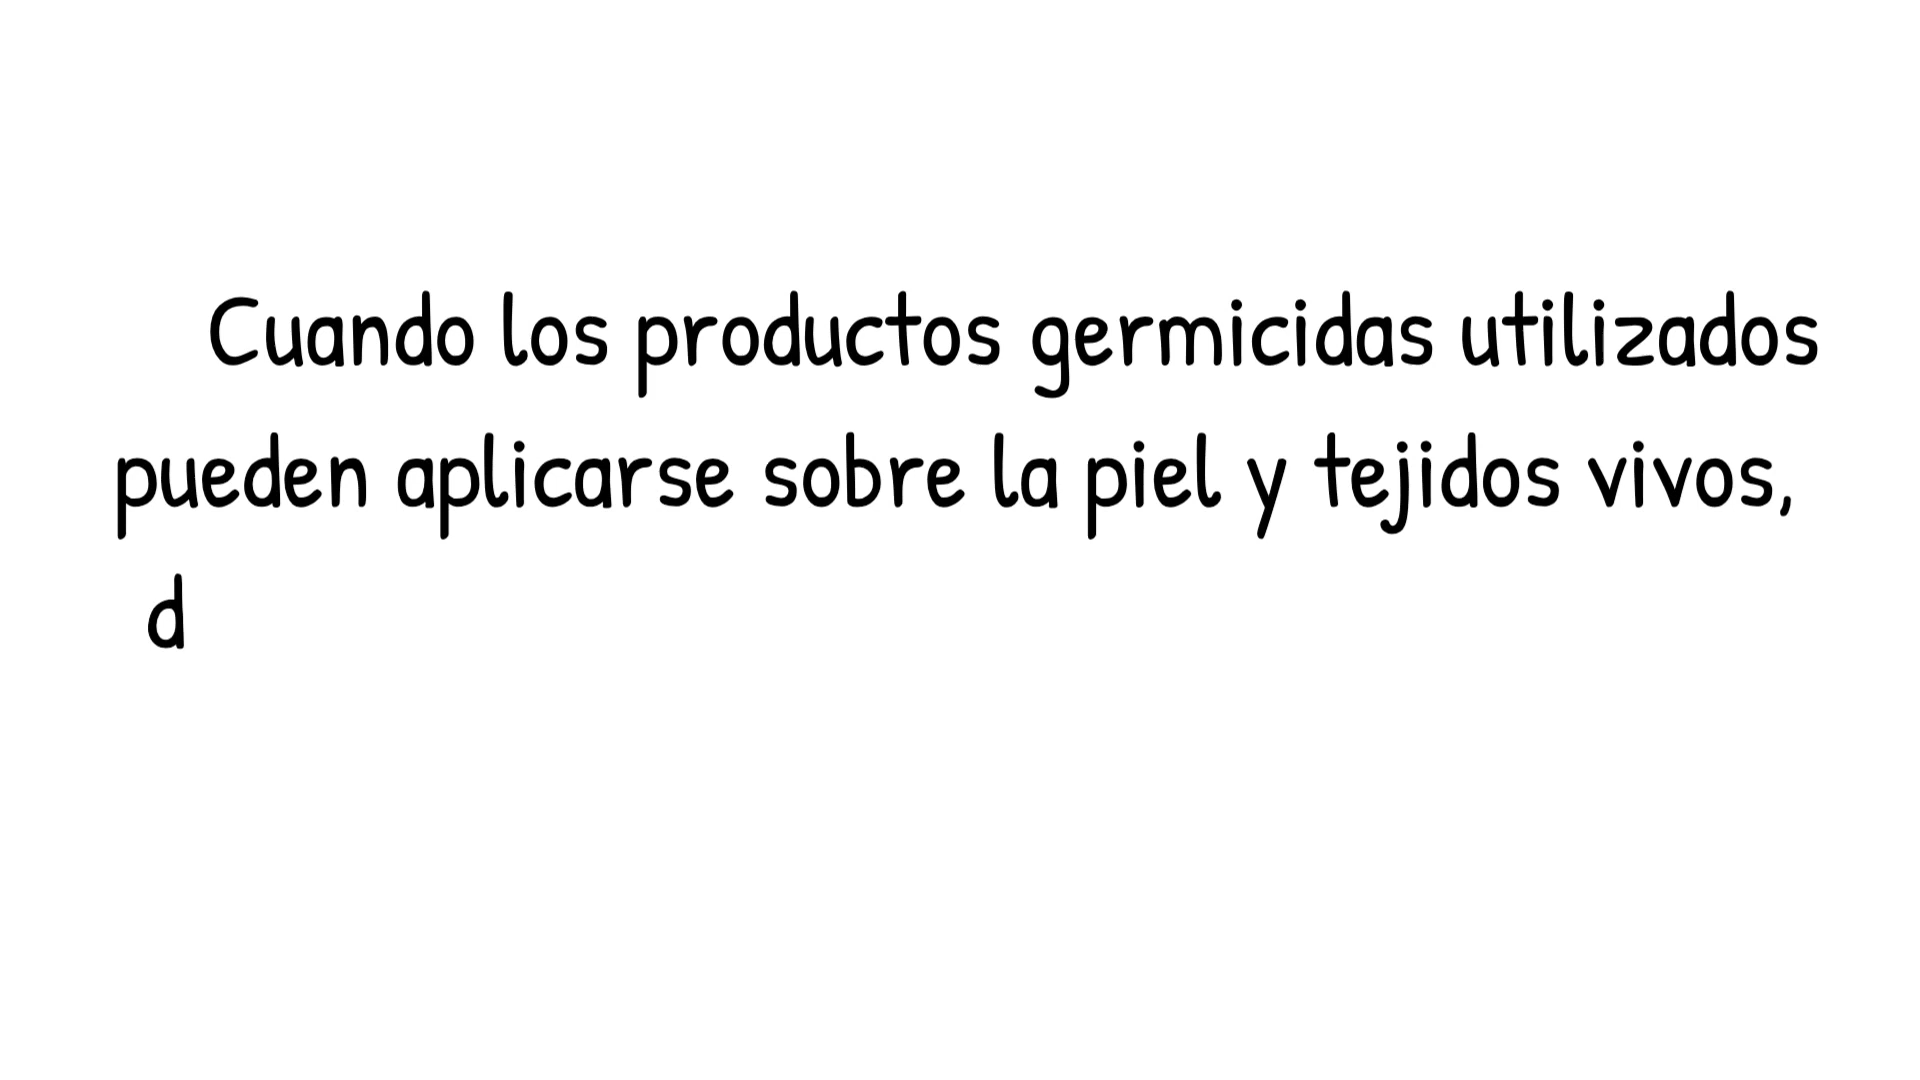 Cuando los productos germicidas utilizados
pueden aplicarse sobre la piel y tejidos vivos,
d